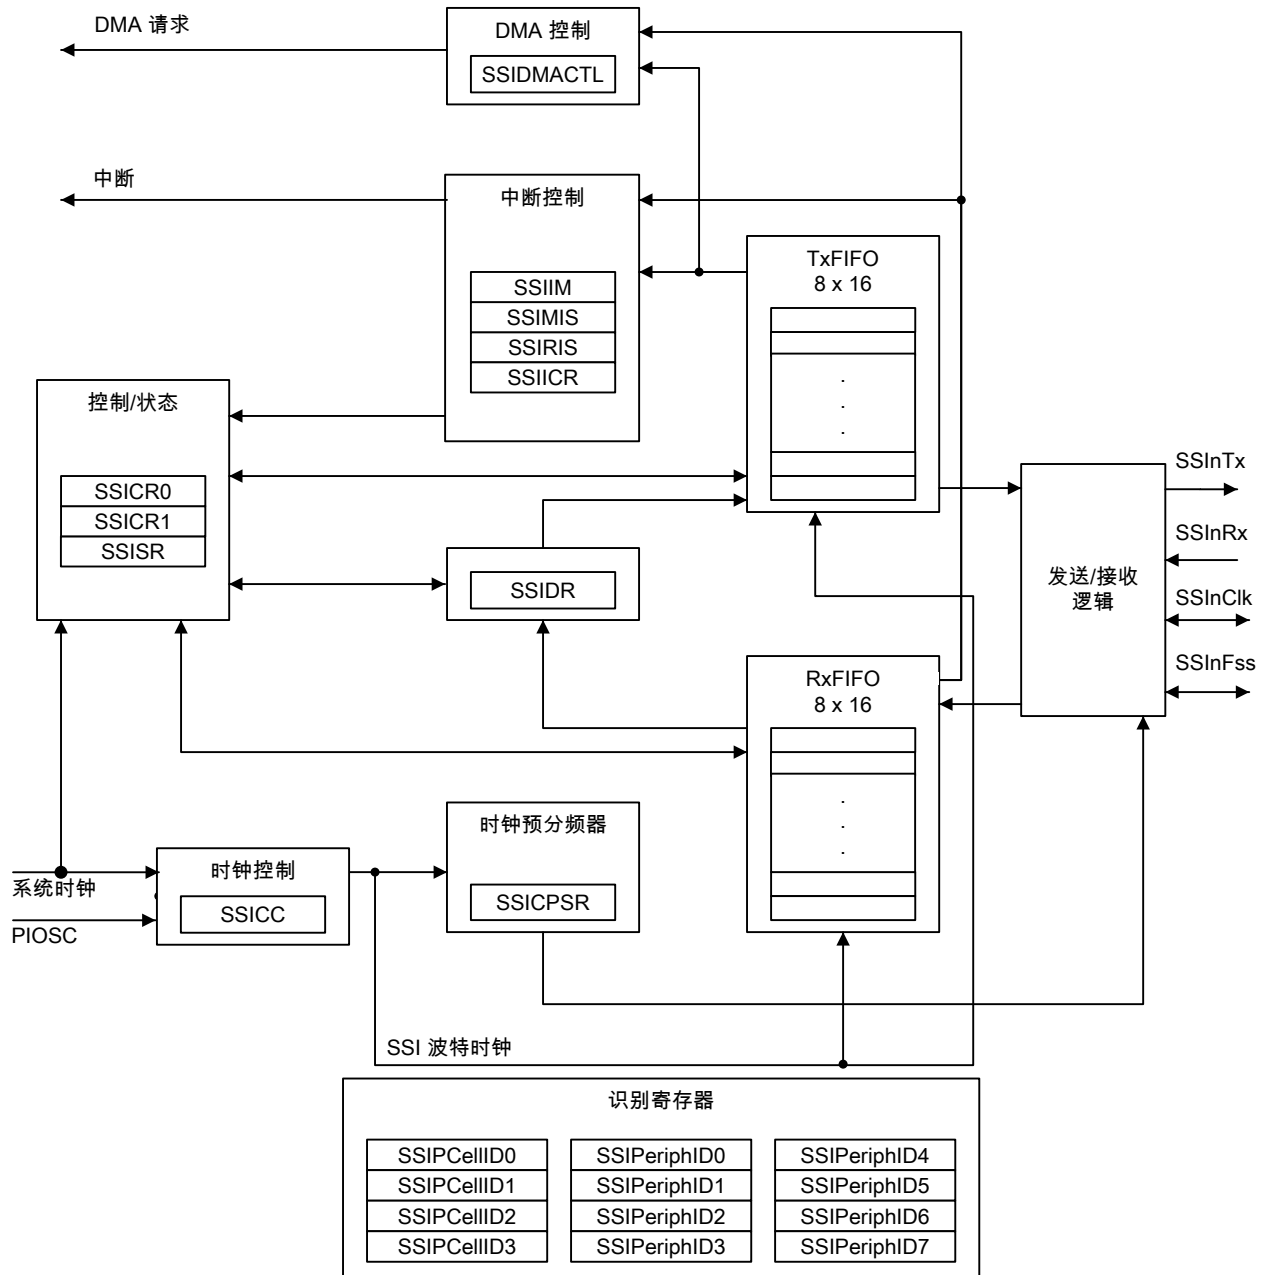 DMA 请求
DMA 控制
SSIDMACTL
中断
中断控制
SSIIM
SSIMIS
SSIRIS
SSIICR
TxFIFO
8 x 16
控制/状态
SSICR0
SSICR1
SSISR
SSIDR
发送/接收
逻辑
SSInTx
SSInRx
SSInClk
SSInFss
RxFIFO
8 x 16
时钟预分频器
SSICPSR
时钟控制
SSICC
系统时钟
PIOSC
SSI 波特时钟
识别寄存器
SSIPCellID0
SSIPCellID1
SSIPCellID2
SSIPCellID3
SSIPeriphID0
SSIPeriphID1
SSIPeriphID2
SSIPeriphID3
SSIPeriphID4
SSIPeriphID5
SSIPeriphID6
SSIPeriphID7